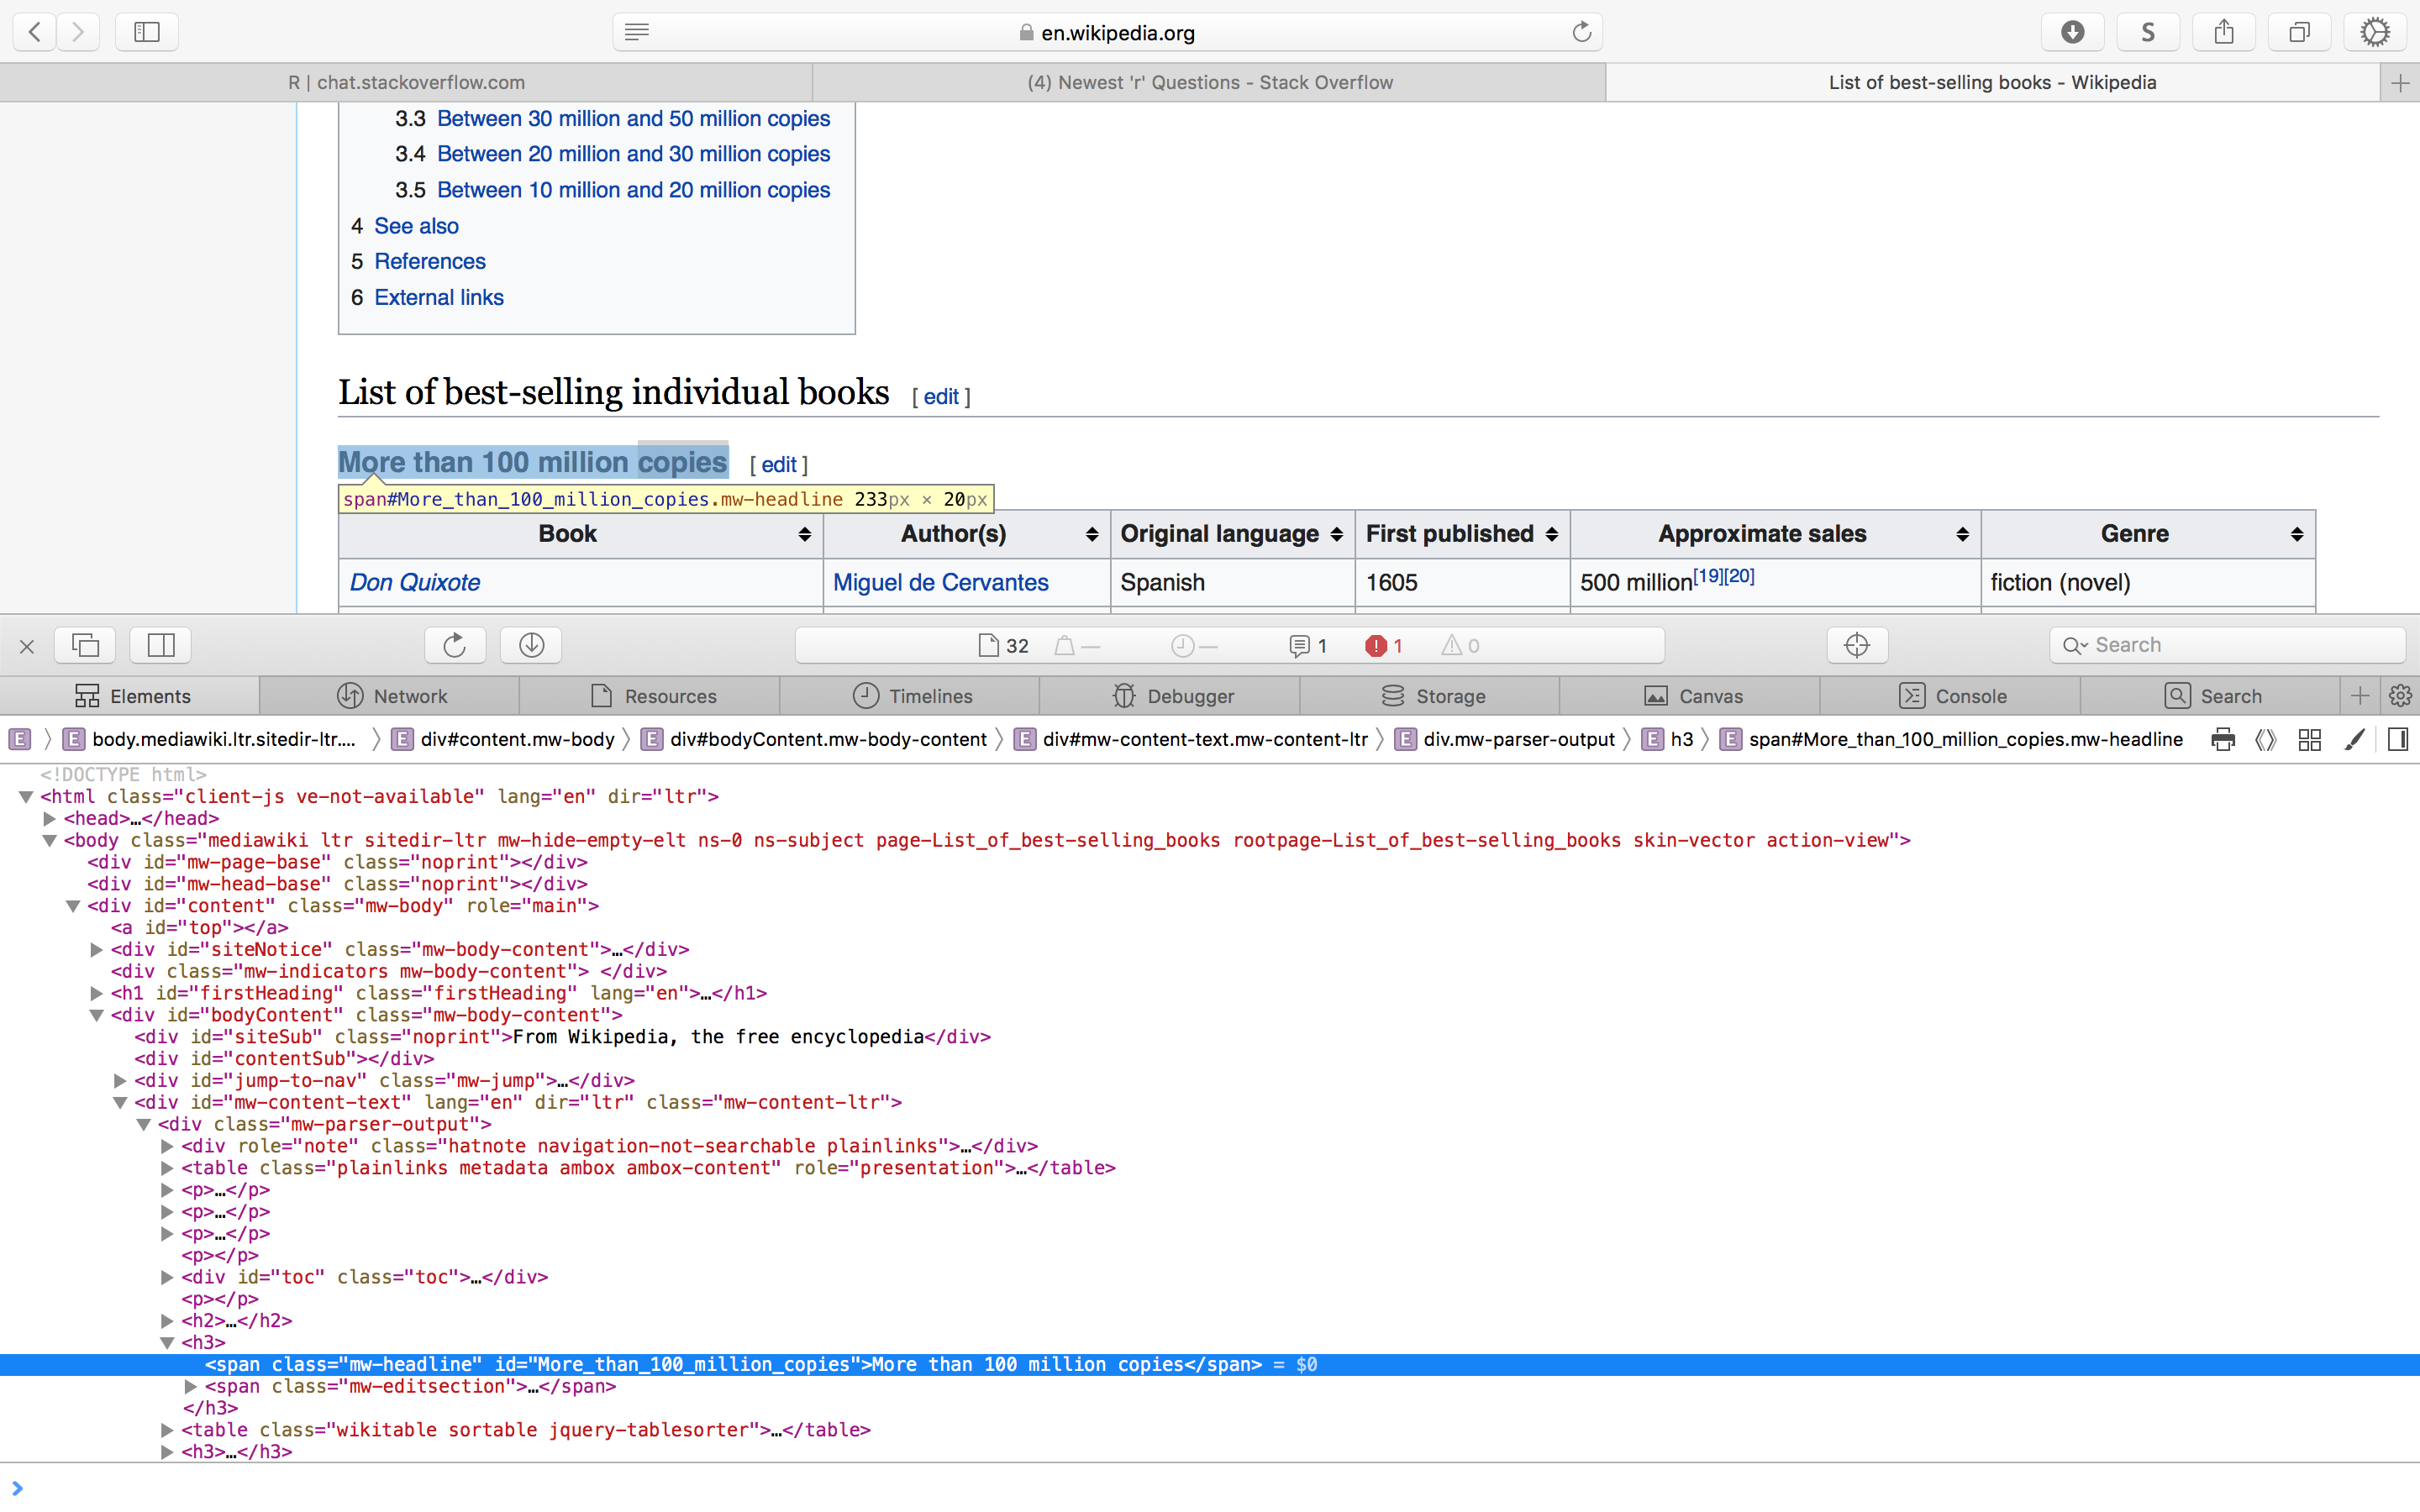 en.wikipedia.org
S
R | chat.stackoverflow.com
(4) Newest 'r' Questions - Stack Overflow
List of best-selling books - Wikipedia
3.3 Between 30 million and 50 million copies
3.4 Between 20 million and 30 million copies
3.5 Between 10 million and 20 million copies
4 See also
5 References
6 External links
List of best-selling individual books [ edit ]
More than 100 million copies [ edit ]
span#More_than_100_million_copies.mw-headline 233px × 20px
Book Author(s) Original language First published Approximate sales Genre
Don Quixote Miguel de Cervantes Spanish 1605 500 million[19][20] fiction (novel)
32 — — 1 1 0 Search
Elements Network Resources Timelines Debugger Storage Canvas Console Search
E E body.mediawiki.ltr.sitedir-ltr.... E div#content.mw-body E div#bodyContent.mw-body-content E div#mw-content-text.mw-content-ltr E div.mw-parser-output E h3 E span#More_than_100_million_copies.mw-headline
<!DOCTYPE html>
<html class="client-js ve-not-available" lang="en" dir="ltr">
<head>…</head>
<body class="mediawiki ltr sitedir-ltr mw-hide-empty-elt ns-0 ns-subject page-List_of_best-selling_books rootpage-List_of_best-selling_books skin-vector action-view">
<div id="mw-page-base" class="noprint"></div>
<div id="mw-head-base" class="noprint"></div>
<div id="content" class="mw-body" role="main">
<a id="top"></a>
<div id="siteNotice" class="mw-body-content">…</div>
<div class="mw-indicators mw-body-content"> </div>
<h1 id="firstHeading" class="firstHeading" lang="en">…</h1>
<div id="bodyContent" class="mw-body-content">
<div id="siteSub" class="noprint">From Wikipedia, the free encyclopedia</div>
<div id="contentSub"></div>
<div id="jump-to-nav" class="mw-jump">…</div>
<div id="mw-content-text" lang="en" dir="ltr" class="mw-content-ltr">
<div class="mw-parser-output">
<div role="note" class="hatnote navigation-not-searchable plainlinks">…</div>
<table class="plainlinks metadata ambox ambox-content" role="presentation">…</table>
<p>…</p>
<p>…</p>
<p>…</p>
<p></p>
<div id="toc" class="toc">…</div>
<p></p>
<h2>…</h2>
<h3>
<span class="mw-headline" id="More_than_100_million_copies">More than 100 million copies</span> = $0
<span class="mw-editsection">…</span>
</h3>
<table class="wikitable sortable jquery-tablesorter">…</table>
<h3>…</h3>